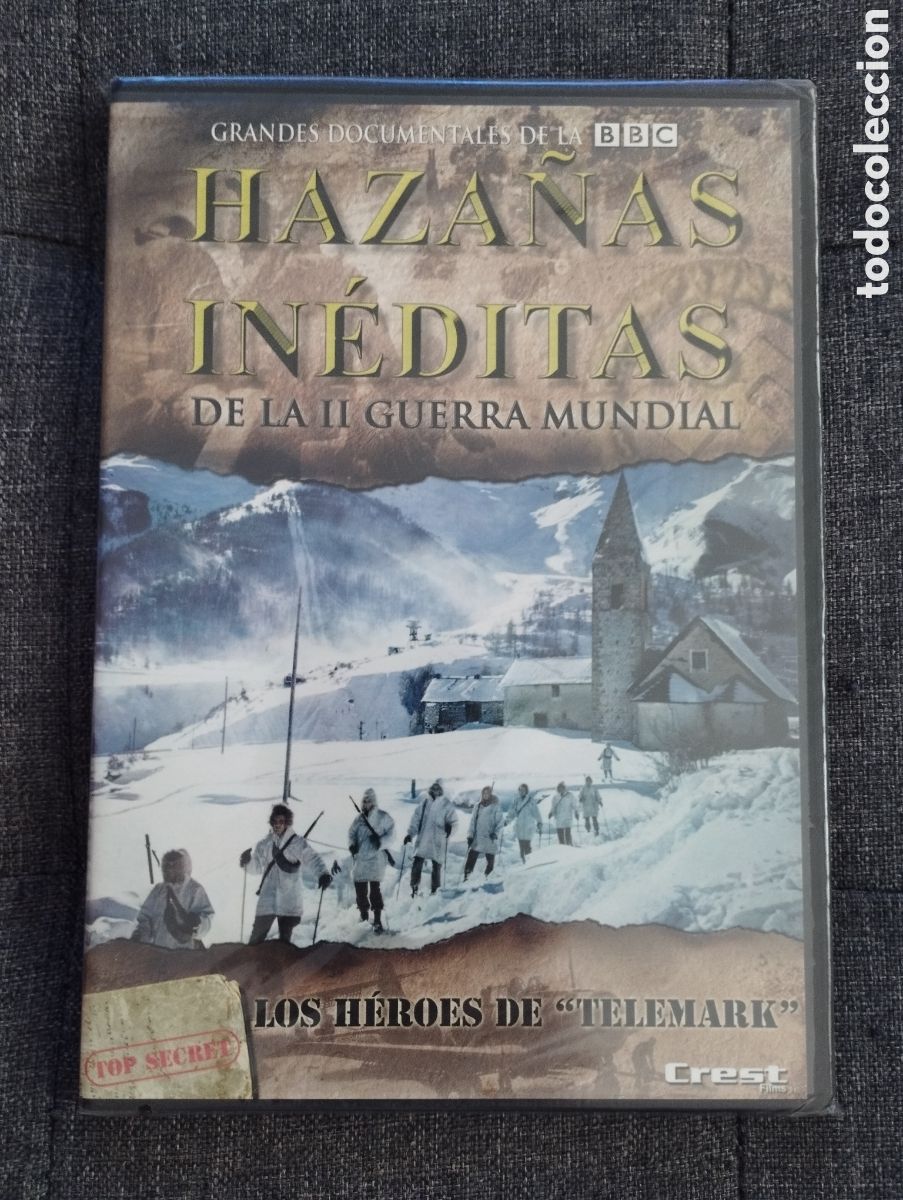 GRANDES DOCUMENTALES DE LA BBC
HAZAÑAS
INÉDITAS
DE LA II GUERRA MUNDIAL
LOS HÉROES DE "TELEMARK"
TOP SECRET
Crest
Films
todocoleccion